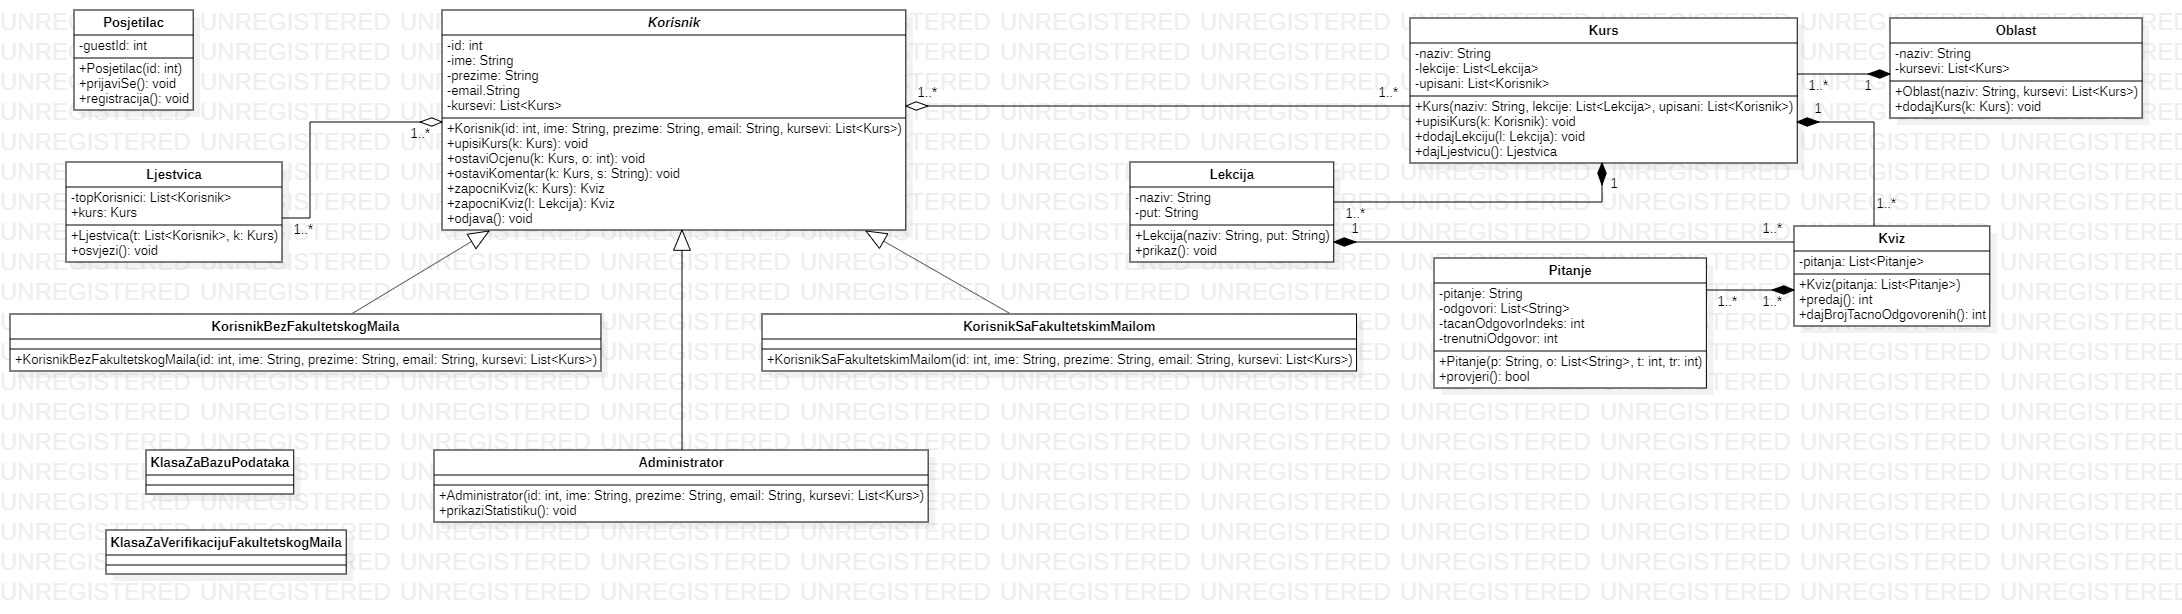 Posjetilac
-guestId: int
+Posjetilac(id: int)
+prijaviSe(): void
+registracija(): void
Korisnik
-id: int
-ime: String
-prezime: String
-email.String
-kursevi: List<Kurs>
+Korisnik(id: int, ime: String, prezime: String, email: String, kursevi: List<Kurs>)
+upisiKurs(k: Kurs): void
+ostaviOcjenu(k: Kurs, o: int): void
+ostaviKomentar(k: Kurs, s: String): void
+zapocniKviz(k: Kurs): Kviz
+zapocniKviz(l: Lekcija): Kviz
+odjava(): void
1..*
1..*
Kurs
-naziv: String
-lekcije: List<Lekcija>
-upisani: List<Korisnik>
+Kurs(naziv: String, lekcije: List<Lekcija>, upisani: List<Korisnik>)
+upisiKurs(k: Korisnik): void
+dodajLekciju(l: Lekcija): void
+dajLjestvicu(): Ljestvica
1..*
1
Oblast
-naziv: String
-kursevi: List<Kurs>
+Oblast(naziv: String, kursevi: List<Kurs>)
+dodajKurs(k: Kurs): void
1
1..*
1..*
Ljestvica
-topKorisnici: List<Korisnik>
+kurs: Kurs
+Ljestvica(t: List<Korisnik>, k: Kurs)
+osvjezi(): void
1..*
Lekcija
-naziv: String
-put: String
+Lekcija(naziv: String, put: String)
+prikaz(): void
1
1..*
1
1..*
Kviz
-pitanja: List<Pitanje>
+Kviz(pitanja: List<Pitanje>)
+predaj(): int
+dajBrojTacnoOdgovorenih(): int
Pitanje
-pitanje: String
-odgovori: List<String>
-tacanOdgovorIndeks: int
-trenutniOdgovor: int
+Pitanje(p: String, o: List<String>, t: int, tr: int)
+provjeri(): bool
1..*
1..*
KorisnikBezFakultetskogMaila
+KorisnikBezFakultetskogMaila(id: int, ime: String, prezime: String, email: String, kursevi: List<Kurs>)
KorisnikSaFakultetskimMailom
+KorisnikSaFakultetskimMailom(id: int, ime: String, prezime: String, email: String, kursevi: List<Kurs>)
KlasaZaBazuPodataka
Administrator
+Administrator(id: int, ime: String, prezime: String, email: String, kursevi: List<Kurs>)
+prikaziStatistiku(): void
KlasaZaVerifikacijuFakultetskogMaila
UNREGISTERED